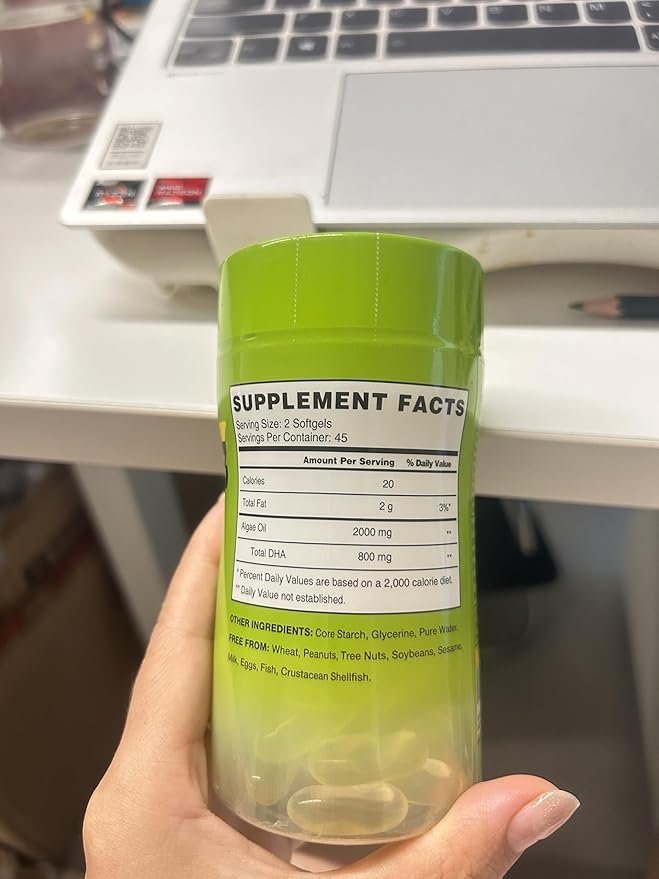 SUPPLEMENT FACTS
Serving Size: 2 Softgels
Servings Per Container: 45
Amount Per Serving % Daily Value
Calories 20
Total Fat 2 g 3%*
Algae Oil 2000 mg **
Total DHA 800 mg **
* Percent Daily Values are based on a 2,000 calorie diet.
** Daily Value not established.
OTHER INGREDIENTS: Core Starch, Glycerine, Pure Water.
FREE FROM: Wheat, Peanuts, Tree Nuts, Soybeans, Sesame,
Milk, Eggs, Fish, Crustacean Shellfish.